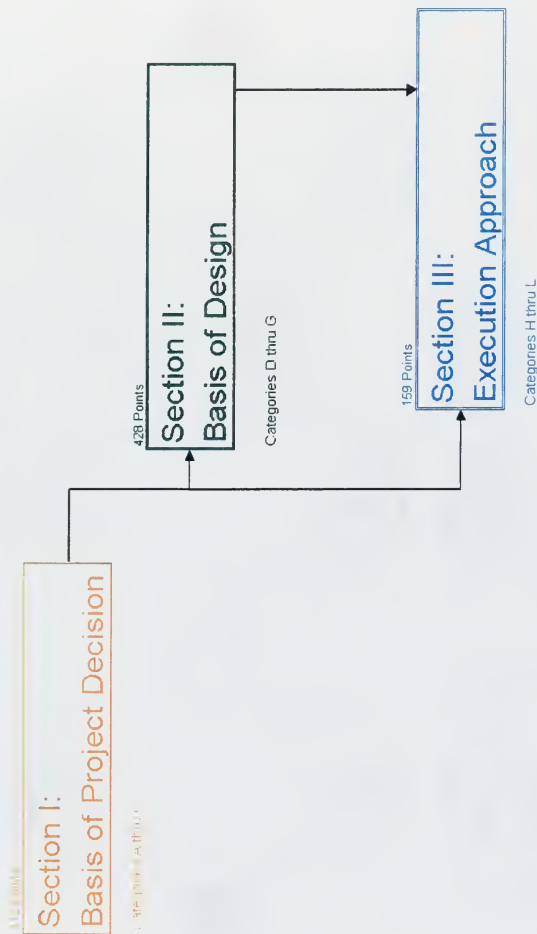 Section I:
Basis of Project Decision
428 Points
Section II:
Basis of Design
Categories D thru G
159 Points
Section III:
Execution Approach
Categories H thru L